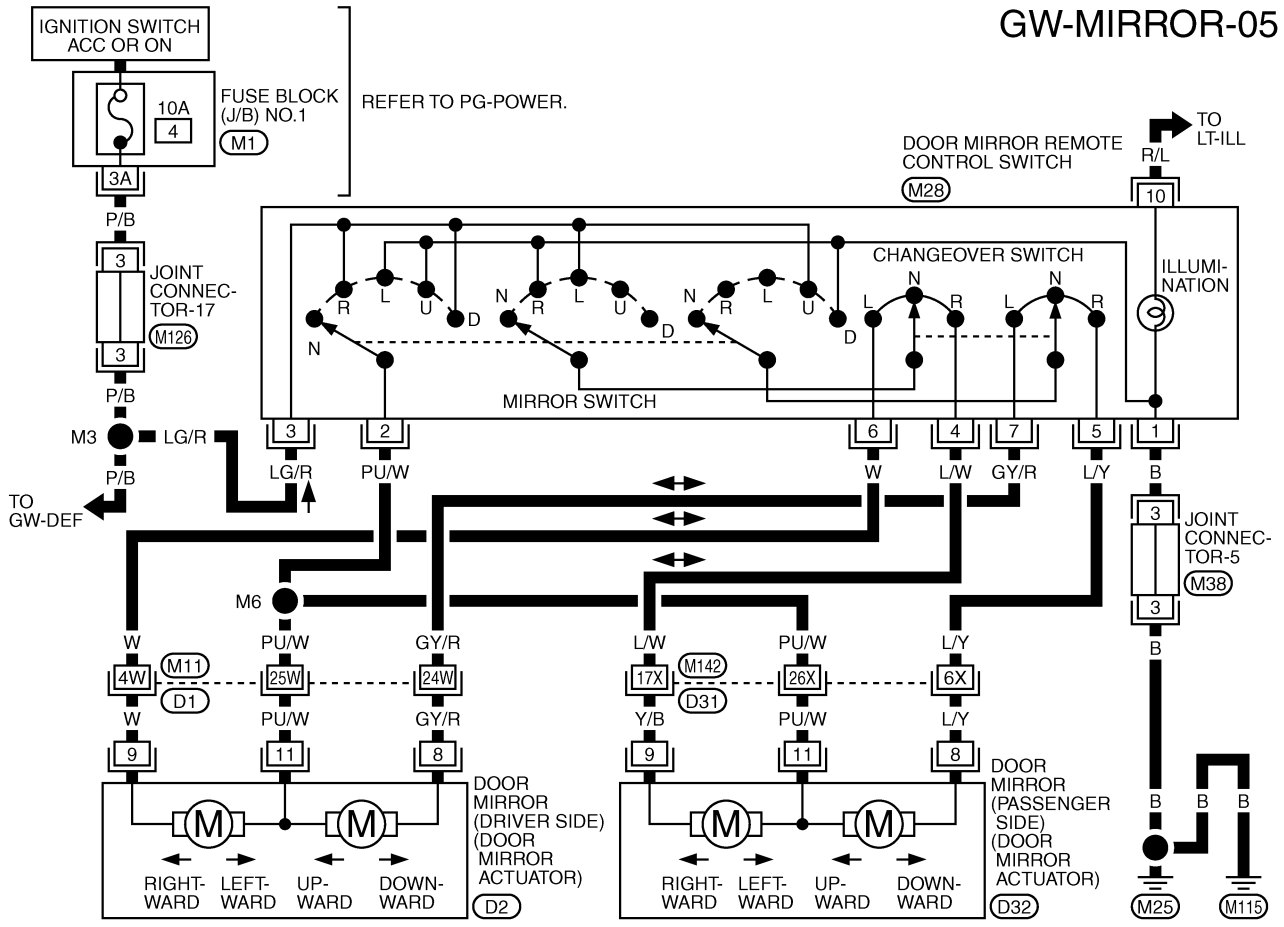 GW-MIRROR-05
IGNITION SWITCH
ACC OR ON
10A
4
FUSE BLOCK
(J/B) NO.1
M1
REFER TO PG-POWER.
3A
P/B
3
JOINT
CONNEC-
TOR-17
M126
3
P/B
M3
LG/R
P/B
TO
GW-DEF
DOOR MIRROR REMOTE
CONTROL SWITCH
M28
TO
LT-ILL
R/L
10
CHANGEOVER SWITCH
ILLUMI-
NATION
N R L U D
N R L U D
N R L U D
L N R
L N R
MIRROR SWITCH
3 2 6 4 7 5 1
LG/R PU/W W L/W GY/R L/Y B
3
JOINT
CONNEC-
TOR-5
M38
3
B
M6
W PU/W GY/R L/W PU/W L/Y
4W M11 25W 24W 17X M142 26X 6X
D1 D31
W PU/W GY/R Y/B PU/W L/Y
9 11 8 9 11 8
M M
RIGHT-
WARD
LEFT-
WARD
UP-
WARD
DOWN-
WARD
DOOR
MIRROR
(DRIVER SIDE)
(DOOR
MIRROR
ACTUATOR)
D2
M M
RIGHT-
WARD
LEFT-
WARD
UP-
WARD
DOWN-
WARD
DOOR
MIRROR
(PASSENGER
SIDE)
(DOOR
MIRROR
ACTUATOR)
D32
B B B
M25 M115